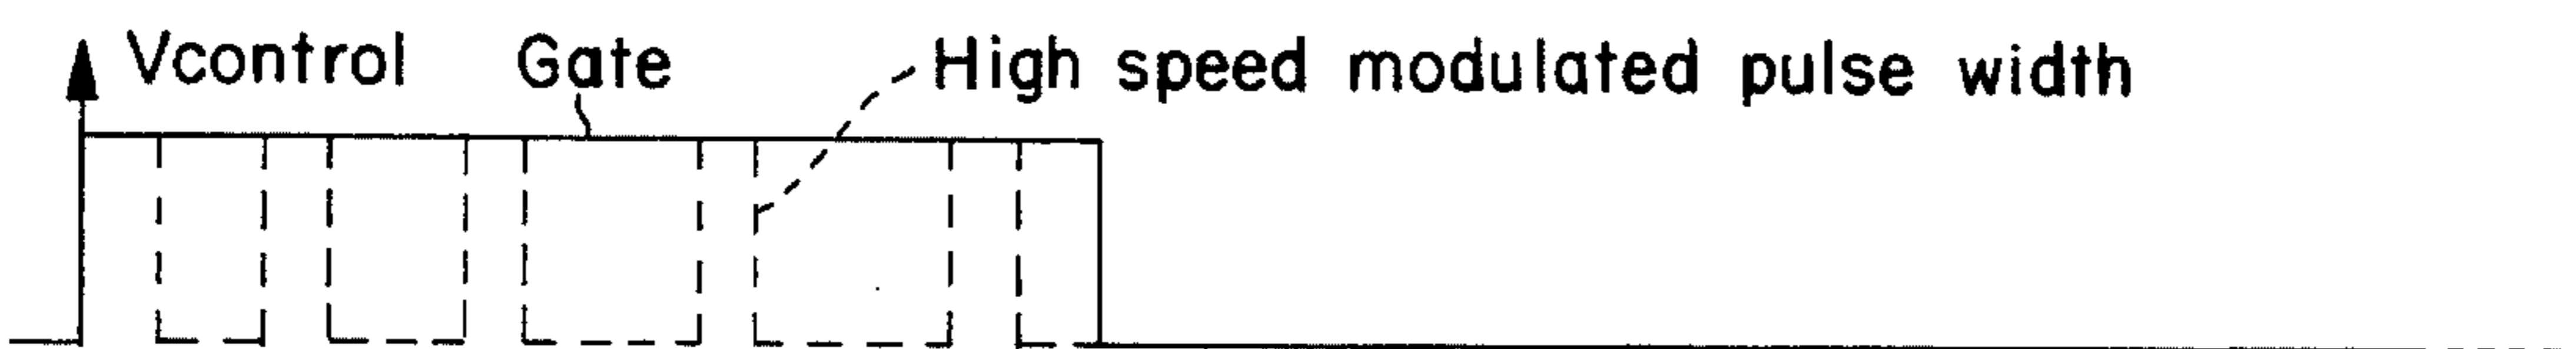 Vcontrol Gate High speed modulated pulse width